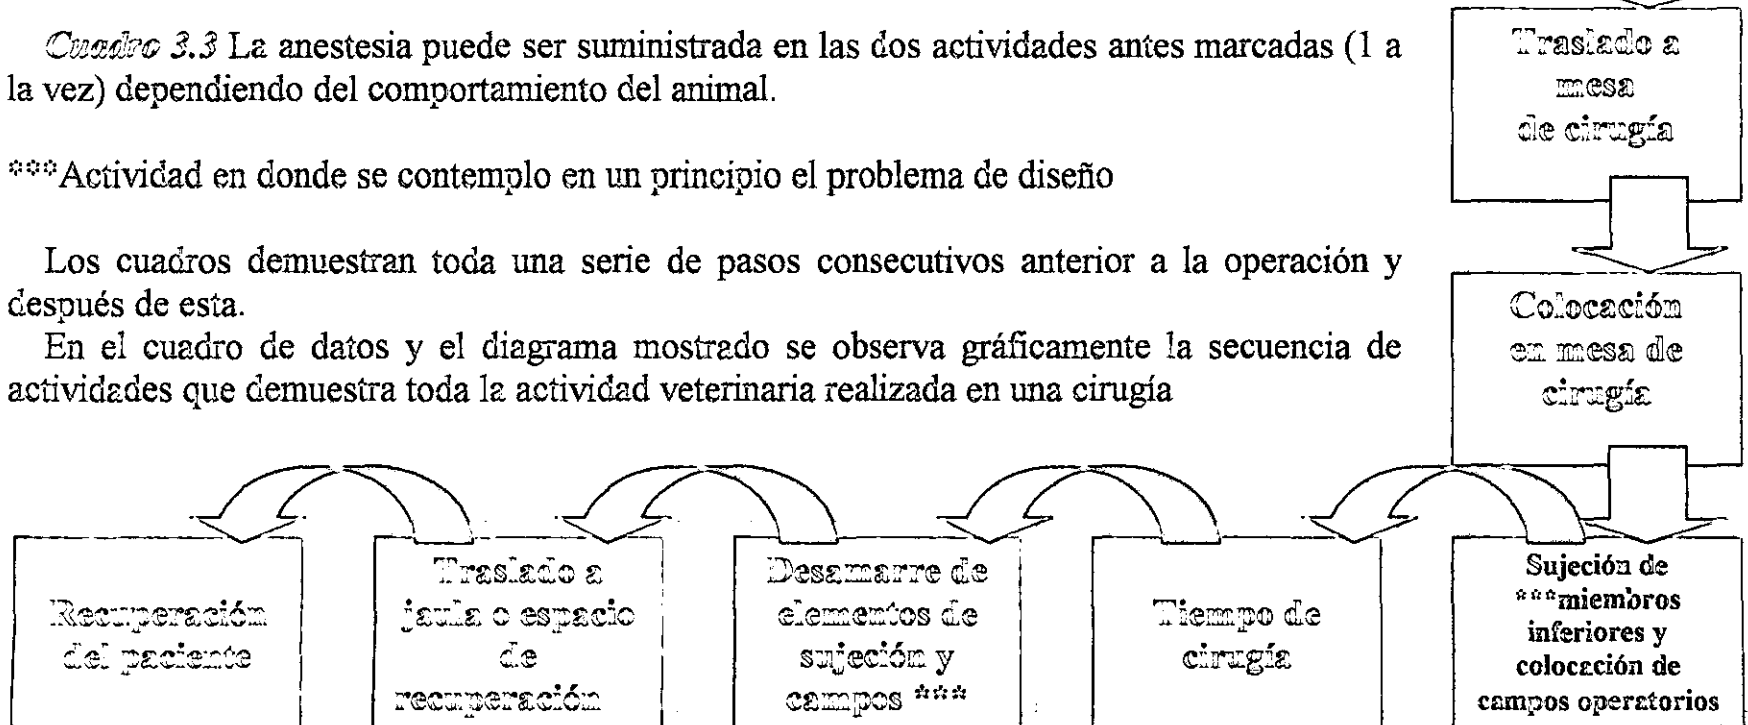 Cuadro 3.3 La anestesia puede ser suministrada en las dos actividades antes marcadas (1 a
la vez) dependiendo del comportamiento del animal.
***Actividad en donde se contemplo en un principio el problema de diseño
Los cuadros demuestran toda una serie de pasos consecutivos anterior a la operación y
después de esta.
En el cuadro de datos y el diagrama mostrado se observa gráficamente la secuencia de
actividades que demuestra toda la actividad veterinaria realizada en una cirugía
Traslado a
mesa
de cirugía
Colocación
en mesa de
cirugía
Sujeción de
***miembros
inferiores y
colocación de
campos operatorios
Tiempo de
cirugía
Desamarre de
elementos de
sujeción y
campos ***
Traslado a
jaula o espacio
de
recuperación
Recuperación
del paciente